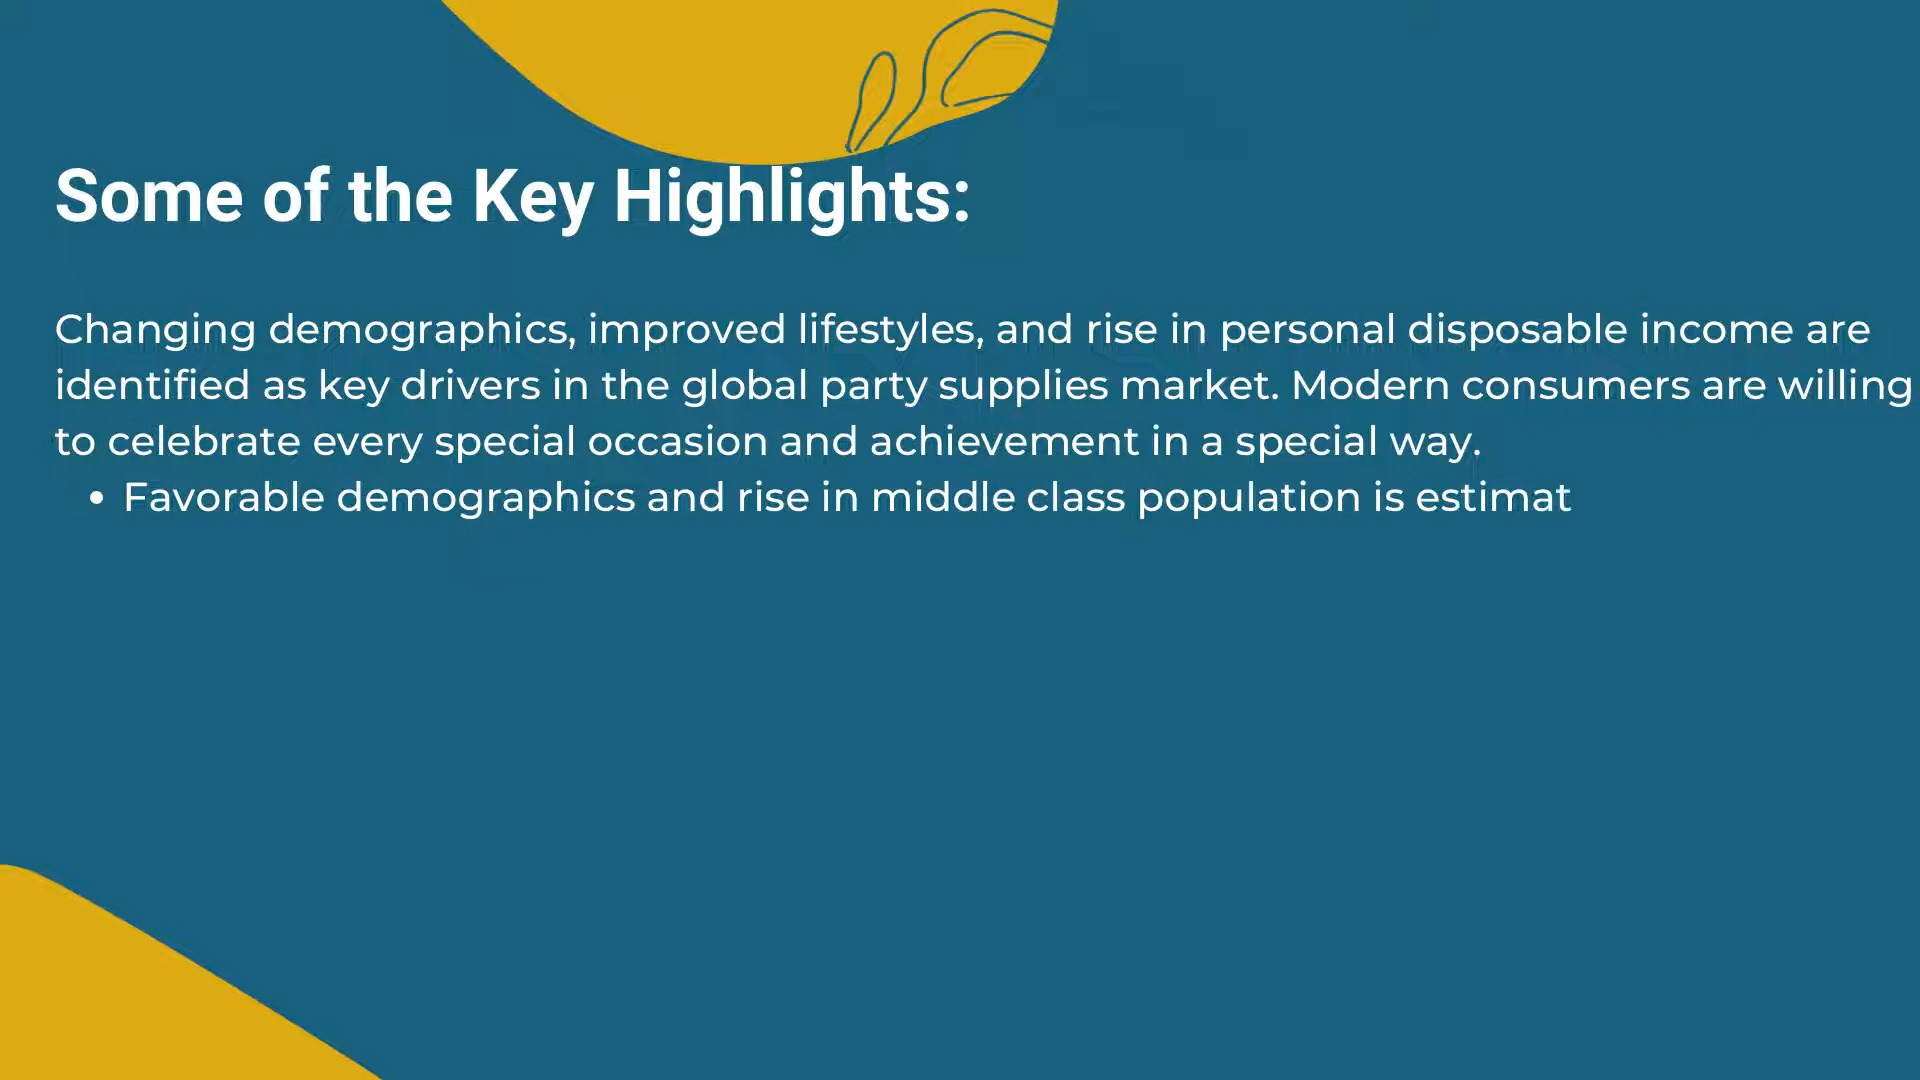 Some of the Key Highlights:
Changing demographics, improved lifestyles, and rise in personal disposable income are
identified as key drivers in the global party supplies market. Modern consumers are willing
to celebrate every special occasion and achievement in a special way.
• Favorable demographics and rise in middle class population is estimat